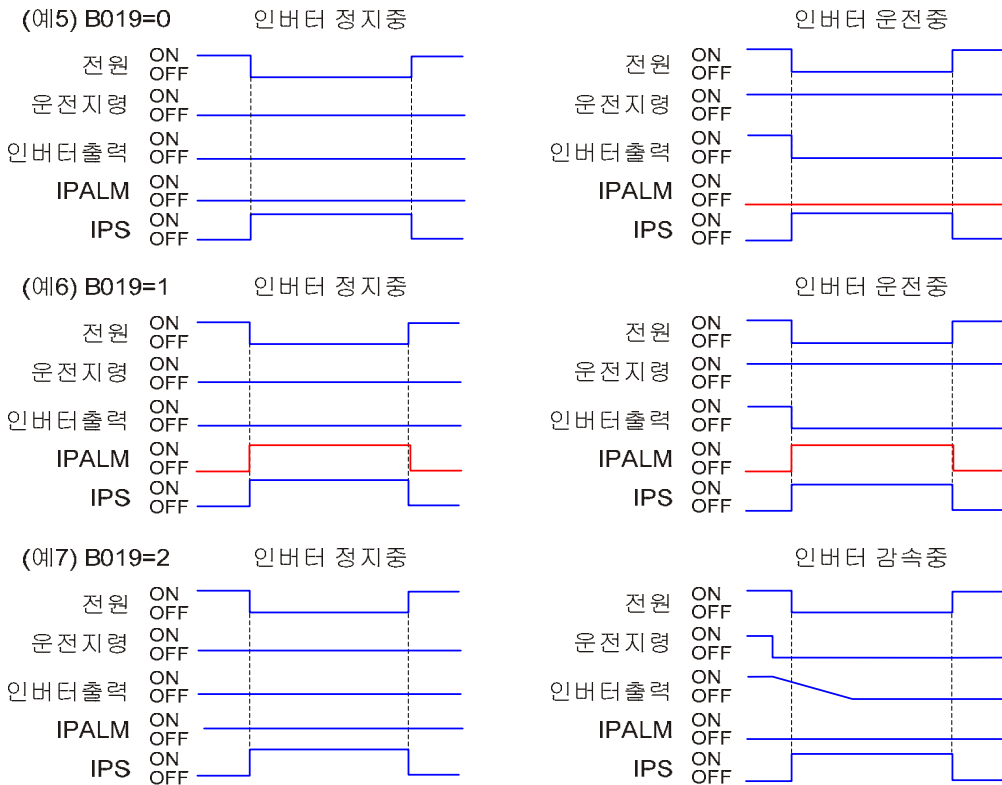 (예5) B019=0 인버터 정지중
전원 ON
OFF
운전지령 ON
OFF
인버터출력 ON
OFF
IPALM ON
OFF
IPS ON
OFF
인버터 운전중
전원 ON
OFF
운전지령 ON
OFF
인버터출력 ON
OFF
IPALM ON
OFF
IPS ON
OFF
(예6) B019=1 인버터 정지중
전원 ON
OFF
운전지령 ON
OFF
인버터출력 ON
OFF
IPALM ON
OFF
IPS ON
OFF
인버터 운전중
전원 ON
OFF
운전지령 ON
OFF
인버터출력 ON
OFF
IPALM ON
OFF
IPS ON
OFF
(예7) B019=2 인버터 정지중
전원 ON
OFF
운전지령 ON
OFF
인버터출력 ON
OFF
IPALM ON
OFF
IPS ON
OFF
인버터 감속중
전원 ON
OFF
운전지령 ON
OFF
인버터출력 ON
OFF
IPALM ON
OFF
IPS ON
OFF